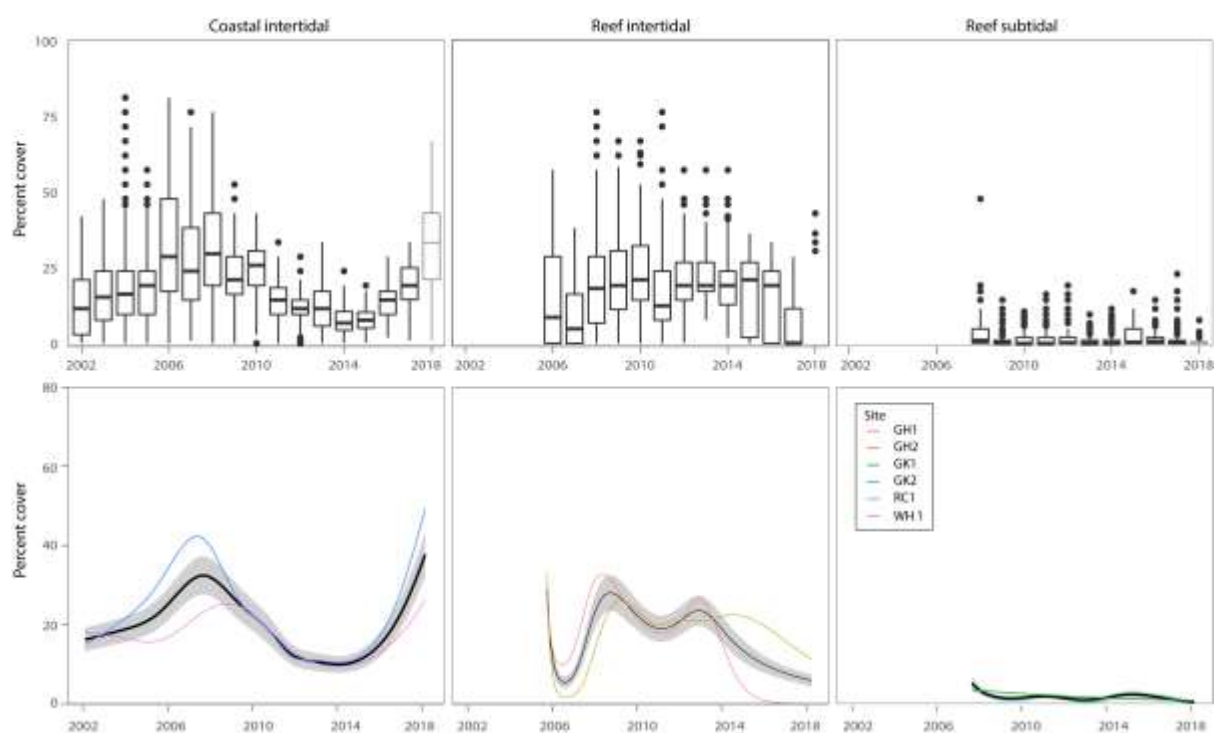 Coastal intertidal Reef intertidal Reef subtidal
Percent cover
100
75
50
25
0
2002 2006 2010 2014 2018 2002 2006 2010 2014 2018 2002 2006 2010 2014 2018
Percent cover
80
60
40
20
0
Site
GH1
GH2
GK1
GK2
RC1
WH 1
2002 2006 2010 2014 2018 2002 2006 2010 2014 2018 2002 2006 2010 2014 2018